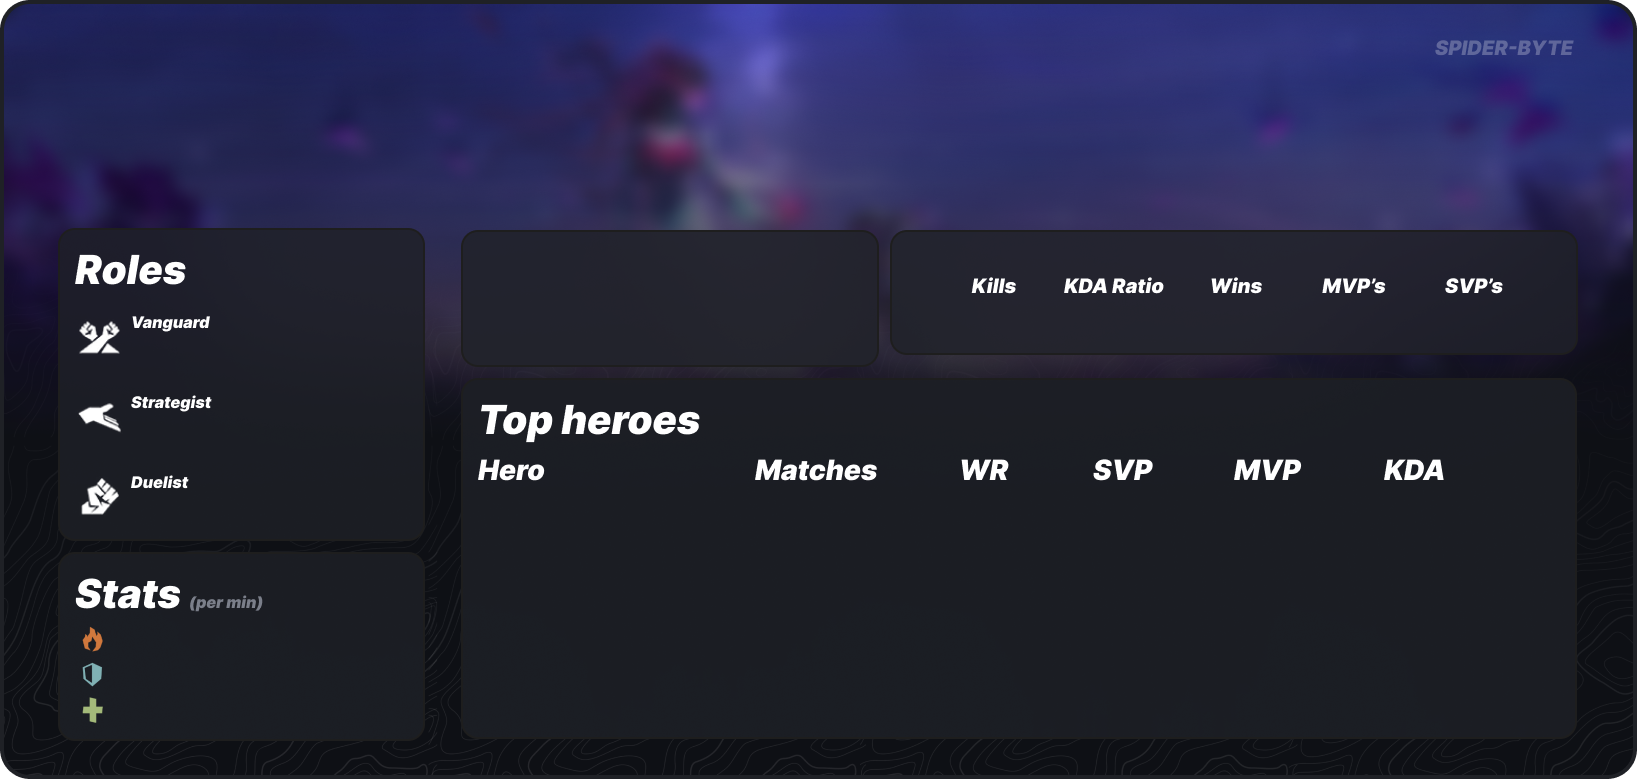 SPIDER-BYTE
Roles
Vanguard
Strategist
Duelist
Stats (per min)
Kills KDA Ratio Wins MVP’s SVP’s
Top heroes
Hero Matches WR SVP MVP KDA